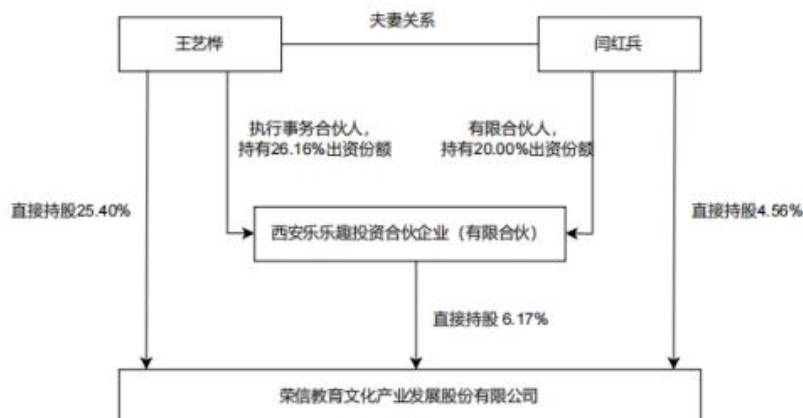 夫妻关系
王艺桦
闫红兵
执行事务合伙人，
持有26.16%出资份额
有限合伙人，
持有20.00%出资份额
直接持股25.40%
直接持股4.56%
西安乐乐趣投资合伙企业（有限合伙）
直接持股 6.17%
荣信教育文化产业发展股份有限公司